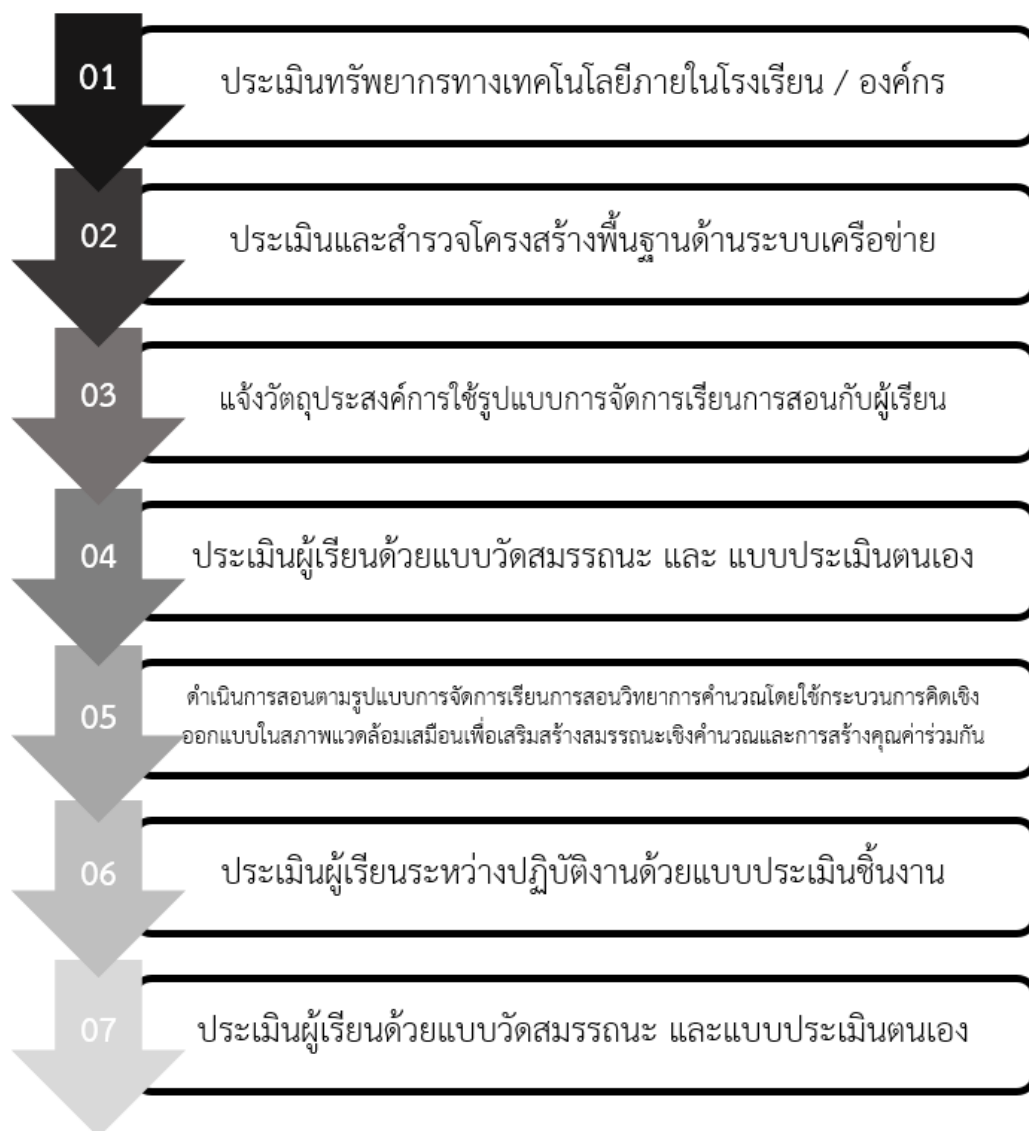 01
ประเมินทรัพยากรทางเทคโนโลยีภายในโรงเรียน / องค์กร
02
ประเมินและสำรวจโครงสร้างพื้นฐานด้านระบบเครือข่าย
03
แจ้งวัตถุประสงค์การใช้รูปแบบการจัดการเรียนการสอนกับผู้เรียน
04
ประเมินผู้เรียนด้วยแบบวัดสมรรถนะ และ แบบประเมินตนเอง
05
ดำเนินการสอนตามรูปแบบการจัดการเรียนการสอนวิทยาการคำนวณโดยใช้กระบวนการคิดเชิง
ออกแบบในสภาพแวดล้อมเสมือนเพื่อเสริมสร้างสมรรถนะเชิงคำนวณและการสร้างคุณค่าร่วมกัน
06
ประเมินผู้เรียนระหว่างปฏิบัติงานด้วยแบบประเมินชิ้นงาน
07
ประเมินผู้เรียนด้วยแบบวัดสมรรถนะ และแบบประเมินตนเอง